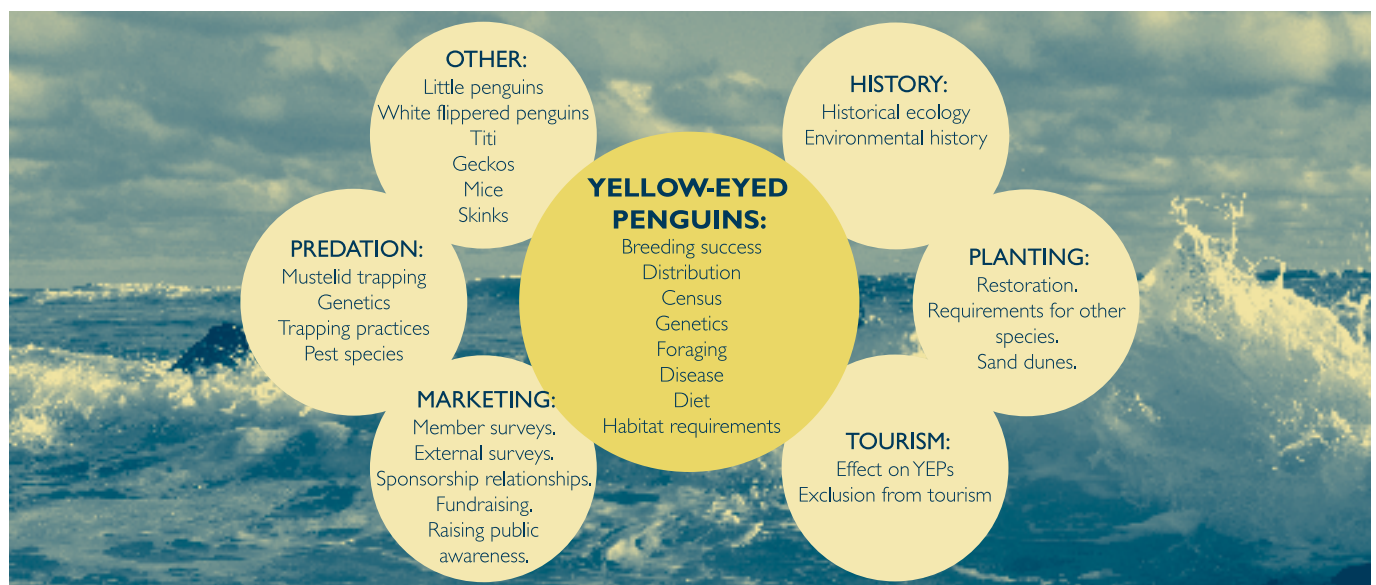 OTHER:
Little penguins
White flippered penguins
Titi
Geckos
Mice
Skinks
HISTORY:
Historical ecology
Environmental history
YELLOW-EYED
PENGUINS:
Breeding success
Distribution
Census
Genetics
Foraging
Disease
Diet
Habitat requirements
PREDATION:
Mustelid trapping
Genetics
Trapping practices
Pest species
PLANTING:
Restoration.
Requirements for other
species.
Sand dunes.
MARKETING:
Member surveys.
External surveys.
Sponsorship relationships.
Fundraising.
Raising public
awareness.
TOURISM:
Effect on YEPs
Exclusion from tourism